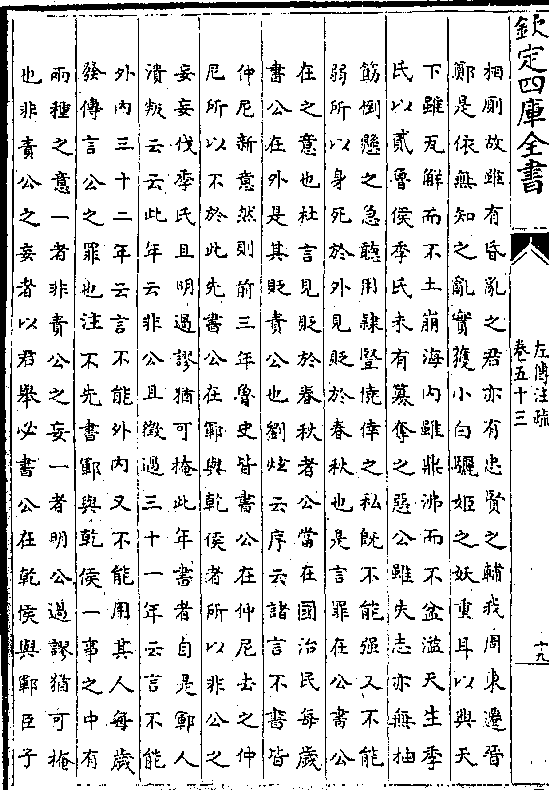 欽定四庫全書
左傳注疏
卷五十三
十九
相厠故雖有昏亂之君亦有忠賢之輔我周東遷晉
鄭是依無知之亂實獲小白驪姬之妖重耳以興天
下雖瓦解而不土崩海内雖鼎沸而不盆溢天生季
氏以貳魯侯季氏未有篡奪之惡公雖失志亦無抽
筋倒懸之急聽用隷豎僥倖之私既不能强又不能
弱所以身死於外見貶於春秋也是言罪在公書公
在之意也杜言見貶於春秋者公當在國治民每歲
書公在外是其貶責公也劉炫云序云諸言不書皆
仲尼新意然則前三年魯史皆書公在仲尼去之仲
尼所以不於此先書公在鄆與乾侯者所以非公之
妄妄伐季氏且明過謬猶可掩此年書者自是鄆人
潰叛云云此年云非公且徵過三十一年云言不能
外内三十二年云言不能外内又不能用其人每歲
發傳言公之罪也注不先書鄆與乾侯一事之中有
兩種之意一者非責公之妄一者明公過謬猶可掩
也非責公之妄者以君舉必書公在乾侯與鄆臣子